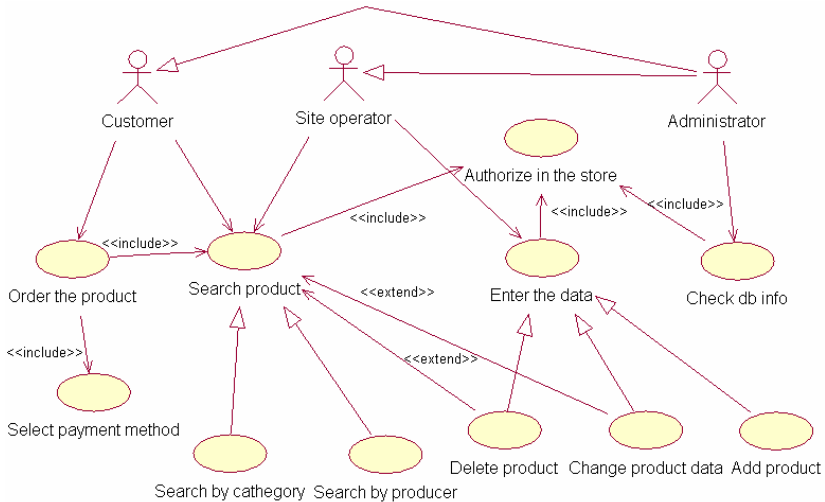 Customer
Site operator
Administrator
Authorize in the store
<<include>>
<<include>>
<<include>>
<<include>>
Order the product
Search product
<<extend>>
Enter the data
Check db info
<<include>>
<<extend>>
Select payment method
Delete product
Change product data
Add product
Search by cathegory
Search by producer